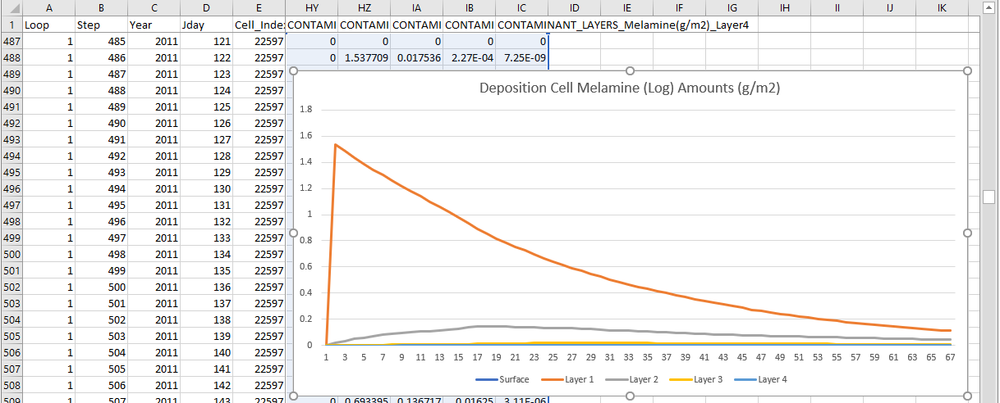 A B C D E HY HZ IA IB IC ID IE IF IG IH II IJ IK
1 Loop Step Year Jday Cell_Index CONTAMI CONTAMI CONTAMI CONTAMI CONTAMINANT_LAYERS_Melamine(g/m2)_Layer4
487 1 485 2011 121 22597 0 0 0 0 0
488 1 486 2011 122 22597 0 1.537709 0.017536 2.27E-04 7.25E-09
489 1 487 2011 123 22597
490 1 488 2011 124 22597
491 1 489 2011 125 22597
492 1 490 2011 126 22597
493 1 491 2011 127 22597
494 1 492 2011 128 22597
495 1 493 2011 129 22597
496 1 494 2011 130 22597
497 1 495 2011 131 22597
498 1 496 2011 132 22597
499 1 497 2011 133 22597
500 1 498 2011 134 22597
501 1 499 2011 135 22597
502 1 500 2011 136 22597
503 1 501 2011 137 22597
504 1 502 2011 138 22597
505 1 503 2011 139 22597
506 1 504 2011 140 22597
507 1 505 2011 141 22597
508 1 506 2011 142 22597
509 1 507 2011 143 22597 0 0.693395 0.136717 0.01625 3.11E-06
Deposition Cell Melamine (Log) Amounts (g/m2)
1.8
1.6
1.4
1.2
1
0.8
0.6
0.4
0.2
0
1 3 5 7 9 11 13 15 17 19 21 23 25 27 29 31 33 35 37 39 41 43 45 47 49 51 53 55 57 59 61 63 65 67
Surface Layer 1 Layer 2 Layer 3 Layer 4